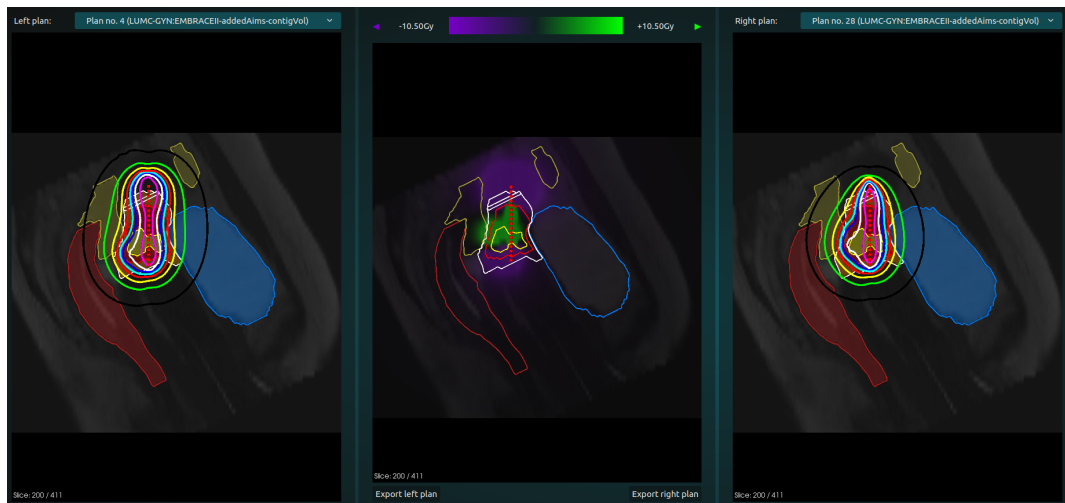 Left plan: Plan no. 4 (LUMC-GYN:EMBRACEII-addedAims-contigVol)
-10.50Gy +10.50Gy
Right plan: Plan no. 28 (LUMC-GYN:EMBRACEII-addedAims-contigVol)
Slice: 200 / 411
Slice: 200 / 411
Export left plan Export right plan
Slice: 200 / 411